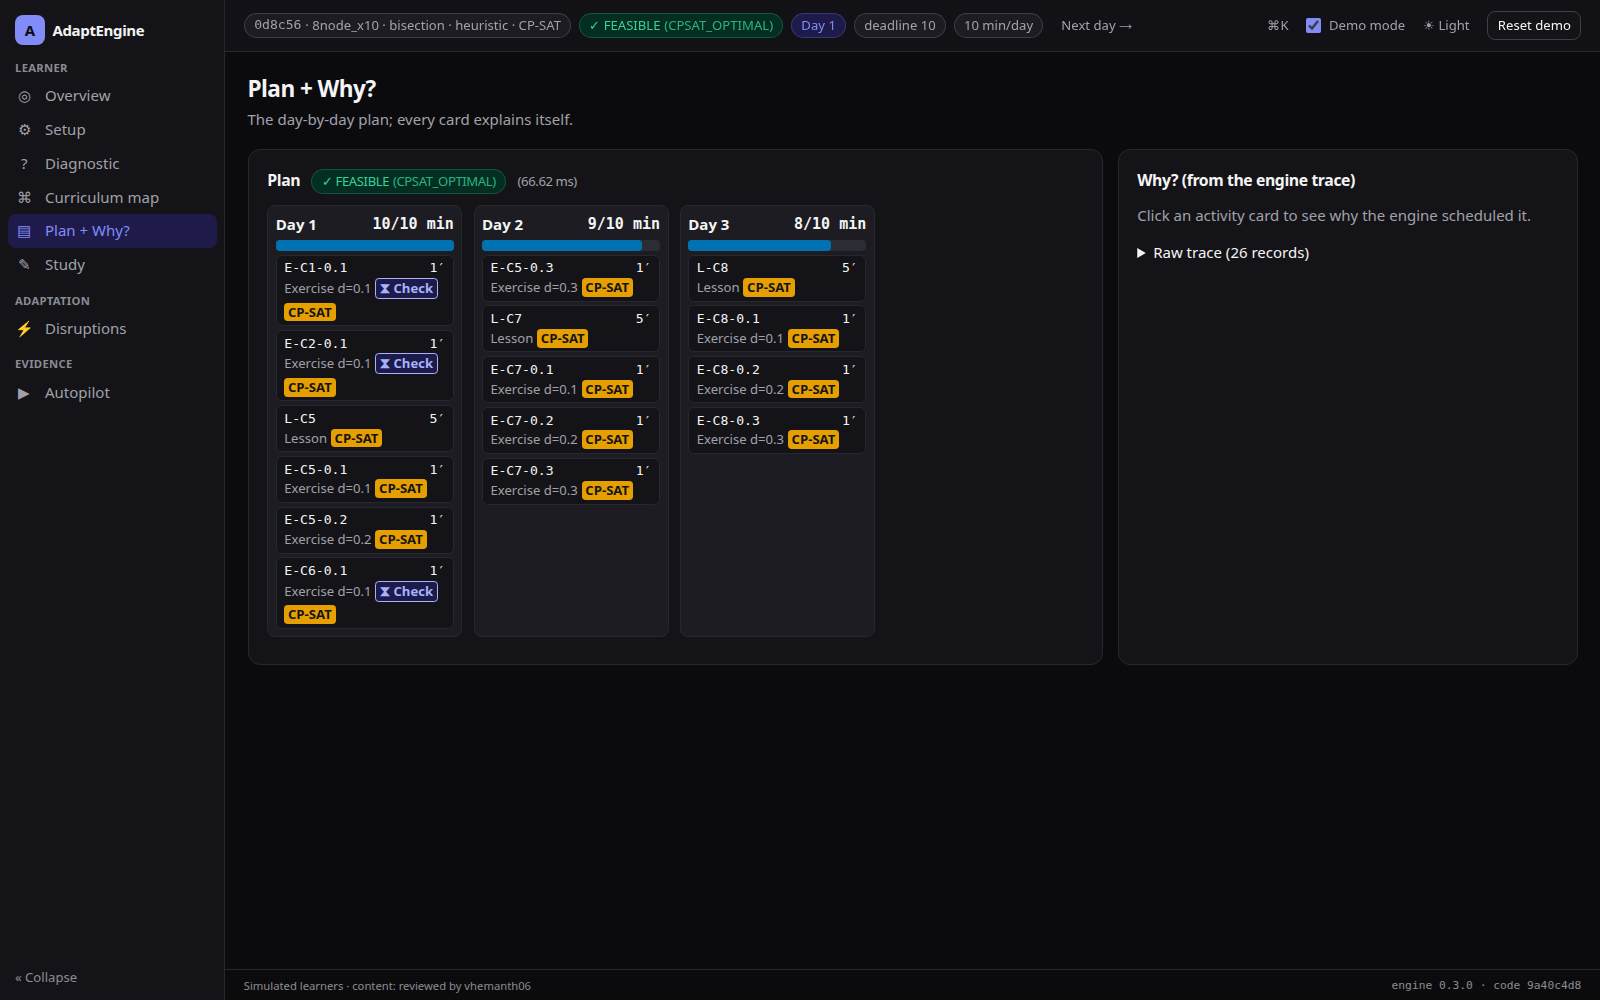 A AdaptEngine
LEARNER
◎ Overview
⚙ Setup
? Diagnostic
⌘ Curriculum map
▤ Plan + Why?
✎ Study
ADAPTATION
⚡ Disruptions
EVIDENCE
▶ Autopilot
« Collapse
0d8c56 · 8node_x10 · bisection · heuristic · CP-SAT
✓ FEASIBLE (CPSAT_OPTIMAL)
Day 1
deadline 10
10 min/day
Next day →
⌘K
Demo mode
☀ Light
Reset demo
Plan + Why?
The day-by-day plan; every card explains itself.
Plan ✓ FEASIBLE (CPSAT_OPTIMAL) (66.62 ms)
Day 1 10/10 min
E-C1-0.1 1′
Exercise d=0.1 ⧗ Check
CP-SAT
E-C2-0.1 1′
Exercise d=0.1 ⧗ Check
CP-SAT
L-C5 5′
Lesson CP-SAT
E-C5-0.1 1′
Exercise d=0.1 CP-SAT
E-C5-0.2 1′
Exercise d=0.2 CP-SAT
E-C6-0.1 1′
Exercise d=0.1 ⧗ Check
CP-SAT
Day 2 9/10 min
E-C5-0.3 1′
Exercise d=0.3 CP-SAT
L-C7 5′
Lesson CP-SAT
E-C7-0.1 1′
Exercise d=0.1 CP-SAT
E-C7-0.2 1′
Exercise d=0.2 CP-SAT
E-C7-0.3 1′
Exercise d=0.3 CP-SAT
Day 3 8/10 min
L-C8 5′
Lesson CP-SAT
E-C8-0.1 1′
Exercise d=0.1 CP-SAT
E-C8-0.2 1′
Exercise d=0.2 CP-SAT
E-C8-0.3 1′
Exercise d=0.3 CP-SAT
Why? (from the engine trace)
Click an activity card to see why the engine scheduled it.
▶ Raw trace (26 records)
Simulated learners · content: reviewed by vhemanth06
engine 0.3.0 · code 9a40c4d8